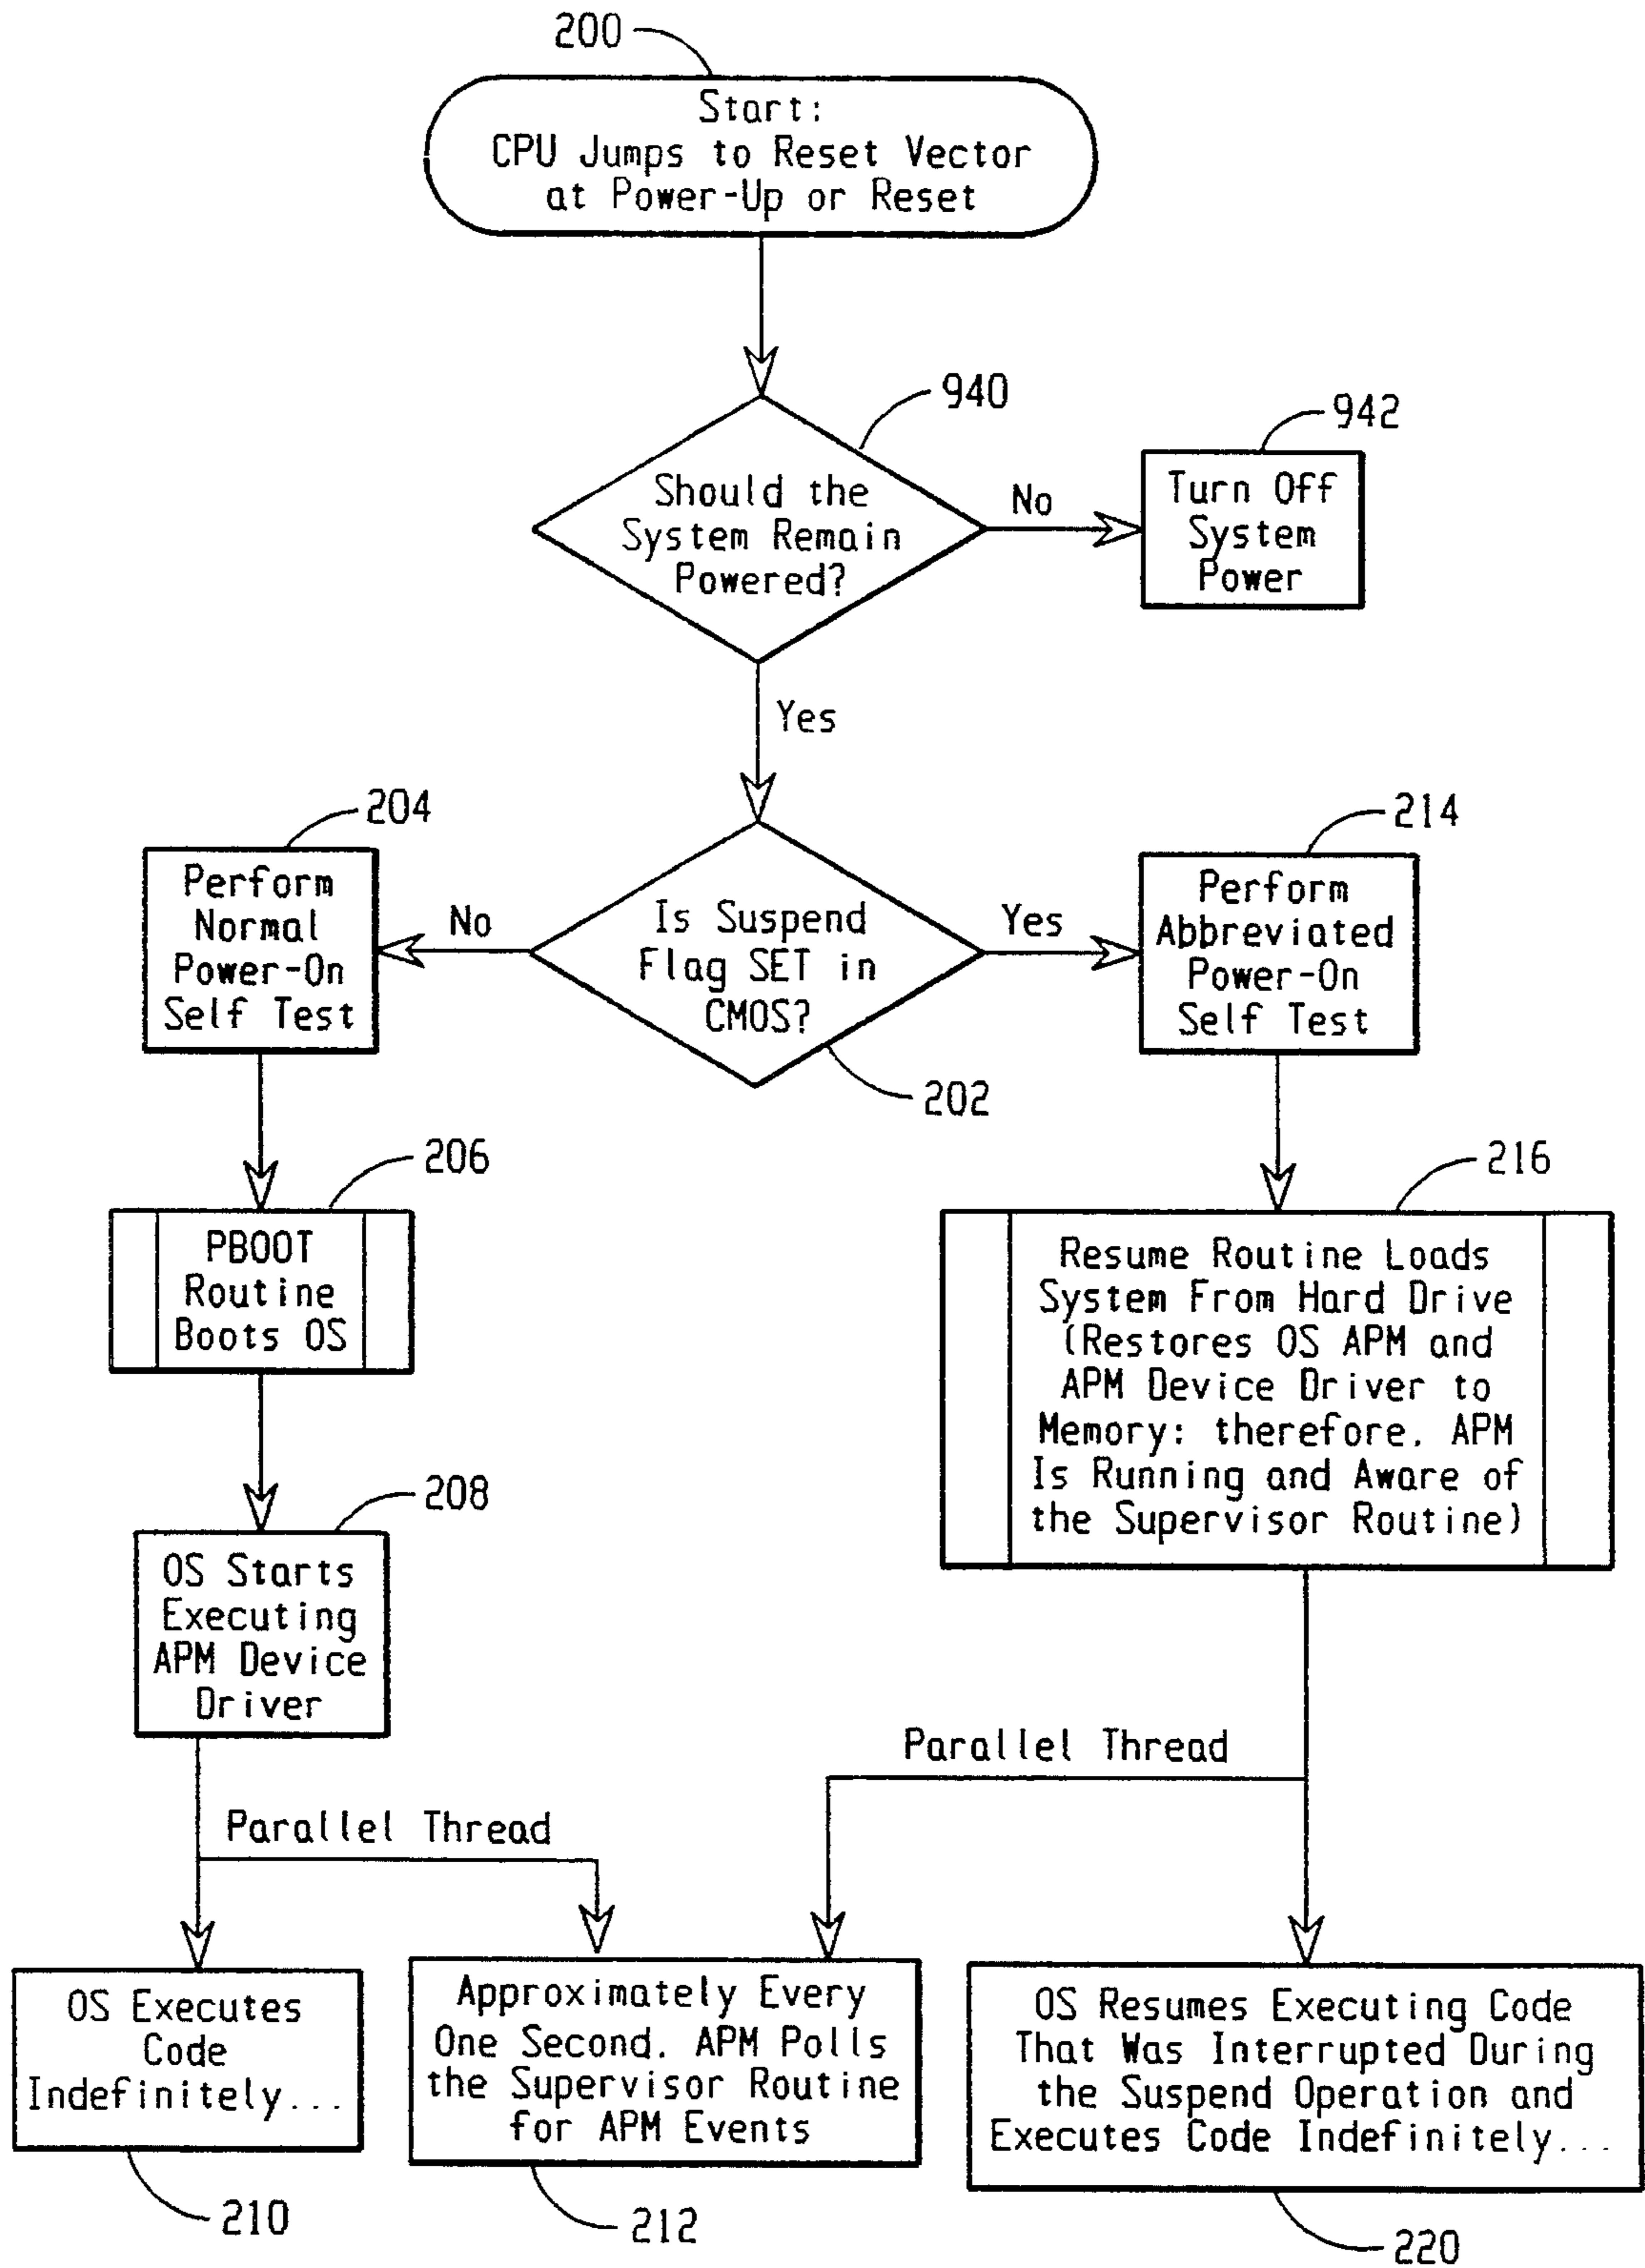 200
Start:
CPU Jumps to Reset Vector
at Power-Up or Reset
940
Should the
System Remain
Powered?
No
942
Turn Off
System
Power
Yes
204
Perform
Normal
Power-On
Self Test
No
Is Suspend
Flag SET in
CMOS?
202
Yes
214
Perform
Abbreviated
Power-On
Self Test
206
PBOOT
Routine
Boots OS
216
Resume Routine Loads
System From Hard Drive
(Restores OS APM and
APM Device Driver to
Memory: therefore, APM
Is Running and Aware of
the Supervisor Routine)
208
OS Starts
Executing
APM Device
Driver
Parallel Thread
Parallel Thread
OS Executes
Code
Indefinitely...
210
Approximately Every
One Second, APM Polls
the Supervisor Routine
for APM Events
212
OS Resumes Executing Code
That Was Interrupted During
the Suspend Operation and
Executes Code Indefinitely...
220